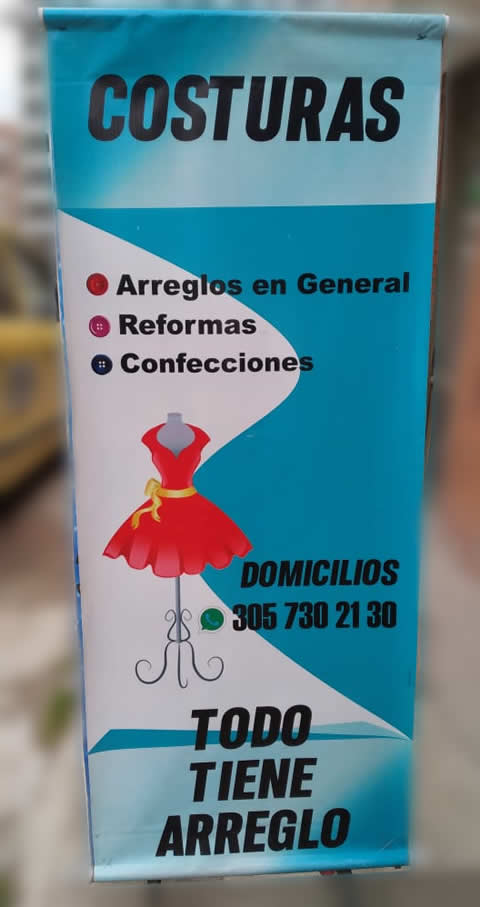 COSTURAS
Arreglos en General
Reformas
Confecciones
DOMICILIOS
305 730 21 30
TODO
TIENE
ARREGLO